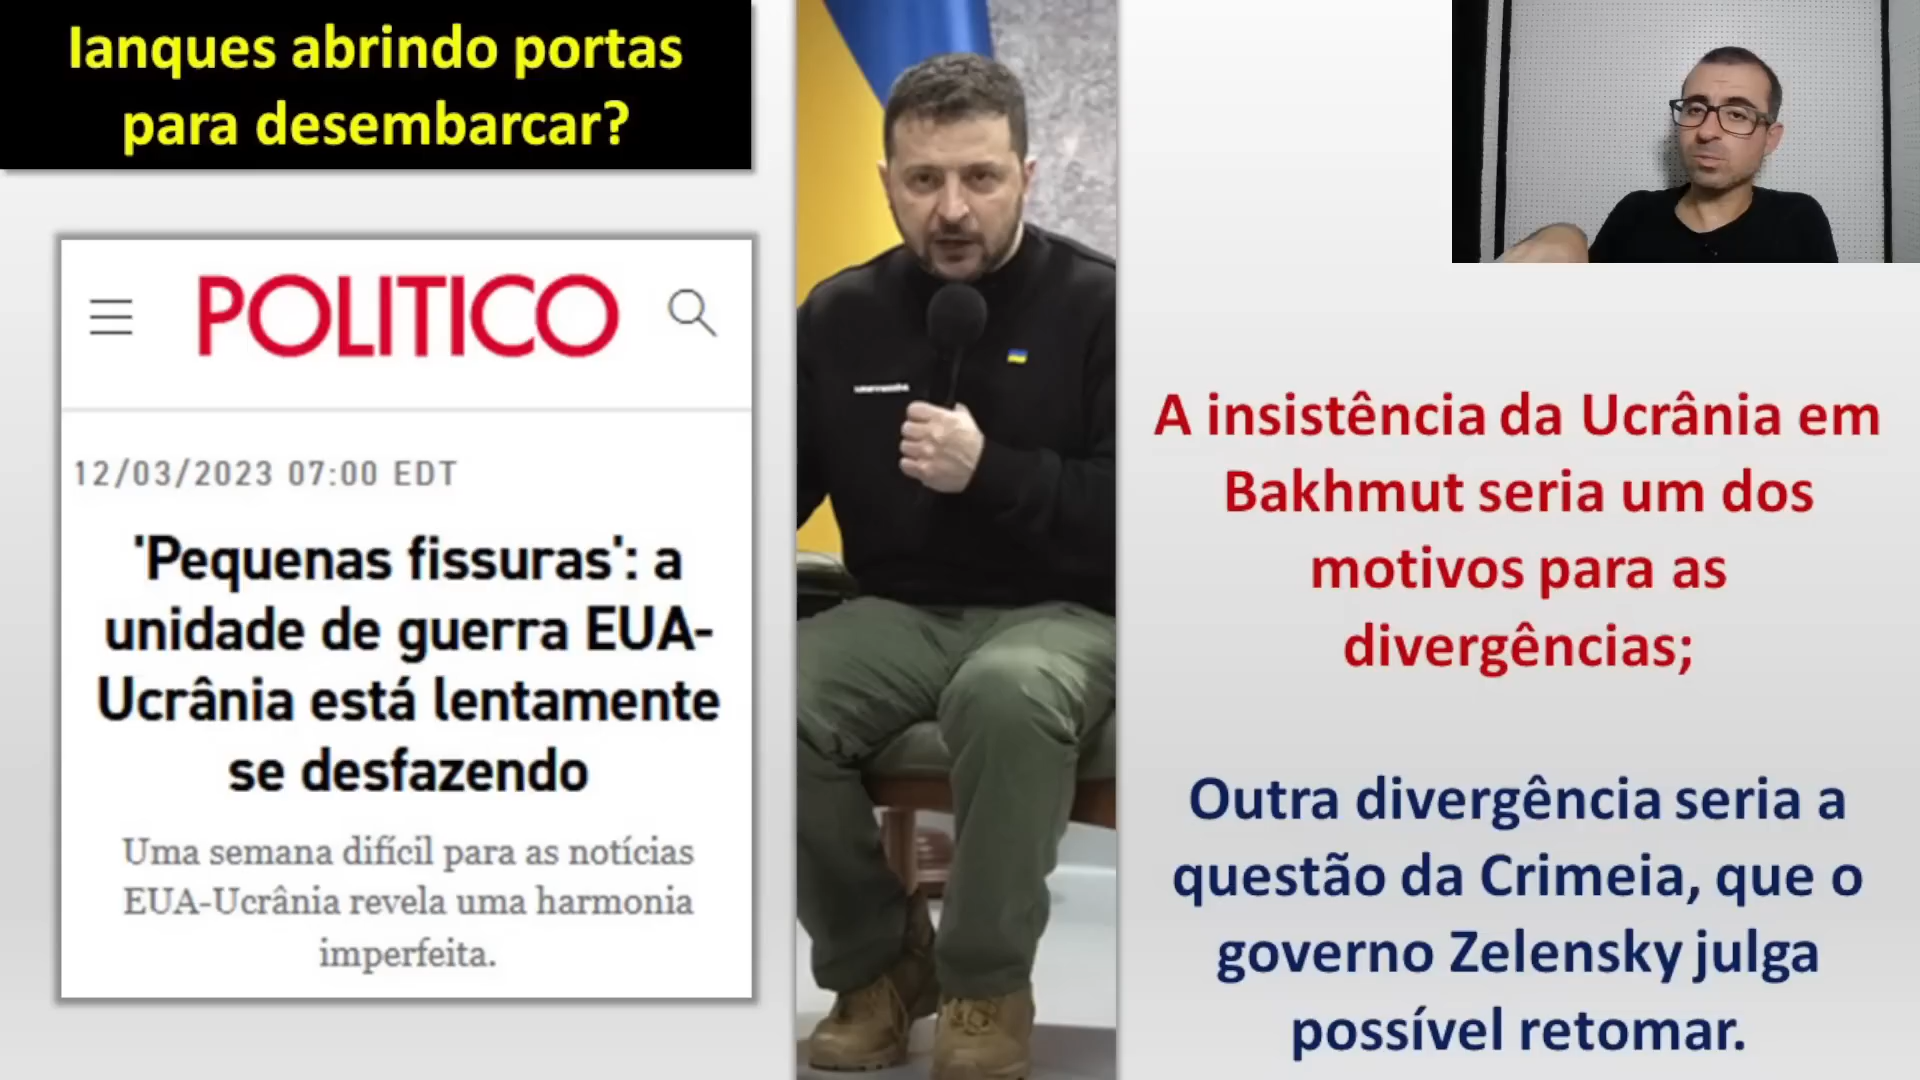 Ianques abrindo portas
para desembarcar?
POLITICO
12/03/2023 07:00 EDT
'Pequenas fissuras': a
unidade de guerra EUA-
Ucrânia está lentamente
se desfazendo
Uma semana difícil para as notícias
EUA-Ucrânia revela uma harmonia
imperfeita.
A insistência da Ucrânia em
Bakhmut seria um dos
motivos para as
divergências;
Outra divergência seria a
questão da Crimeia, que o
governo Zelensky julga
possível retomar.